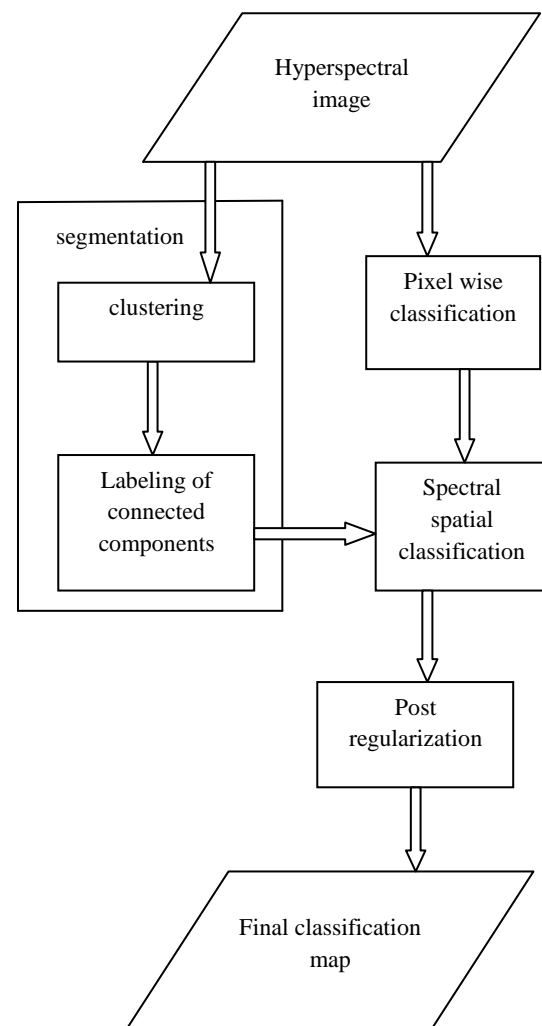 Hyperspectral
image
segmentation
clustering
Pixel wise
classification
Labeling of
connected
components
Spectral
spatial
classification
Post
regularization
Final classification
map